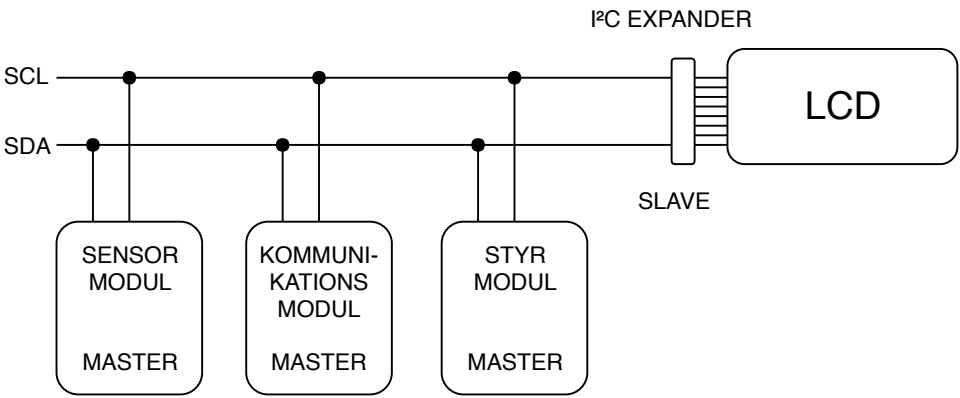 I²C EXPANDER
SCL
LCD
SDA
SLAVE
SENSOR
MODUL
MASTER
KOMMUNI-
KATIONS
MODUL
MASTER
STYR
MODUL
MASTER